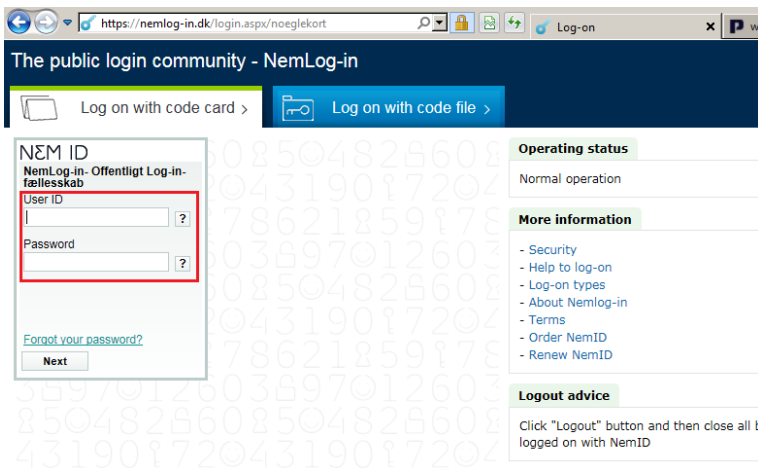 https://nemlog-in.dk/login.aspx/noeglekort
Log-on
The public login community - NemLog-in
Log on with code card >
Log on with code file >
NEM ID
NemLog-in- Offentligt Log-in-
fællesskab
User ID
?
Password
?
Forgot your password?
Next
Operating status
Normal operation
More information
- Security
- Help to log-on
- Log-on types
- About Nemlog-in
- Terms
- Order NemID
- Renew NemID
Logout advice
Click "Logout" button and then close all
logged on with NemID